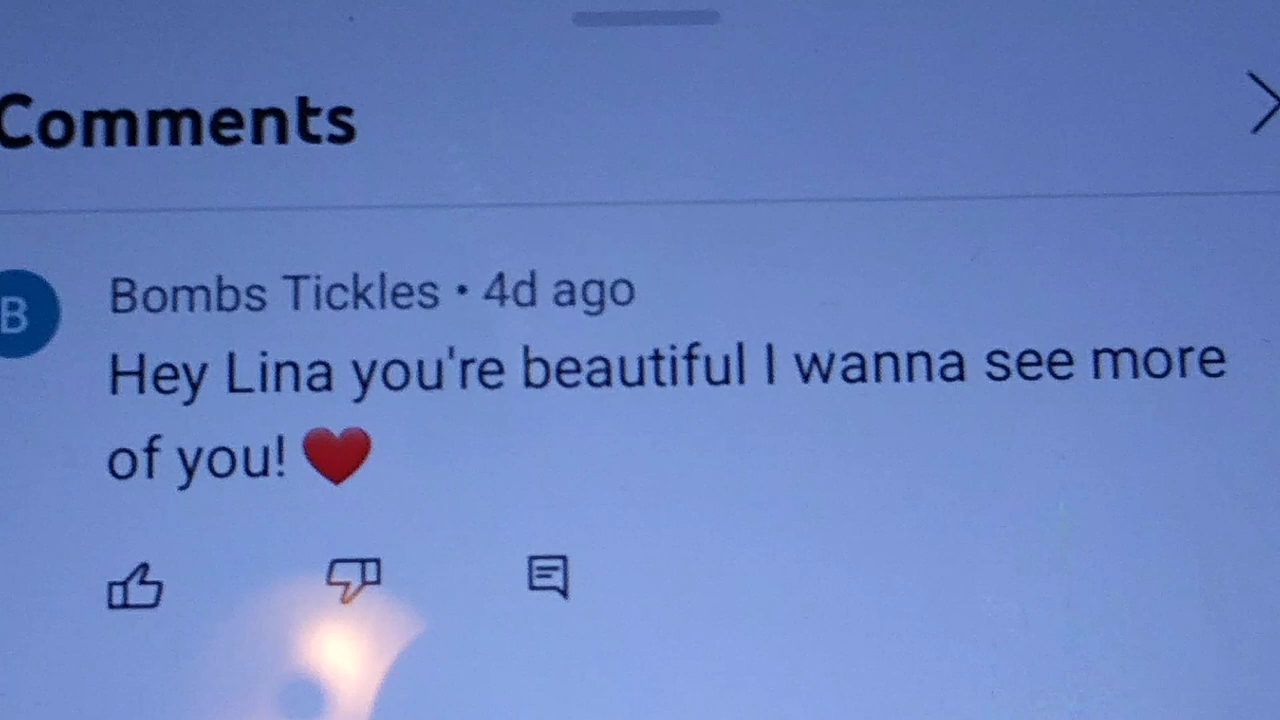 Comments
B
Bombs Tickles • 4d ago
Hey Lina you're beautiful I wanna see more
of you! ❤️